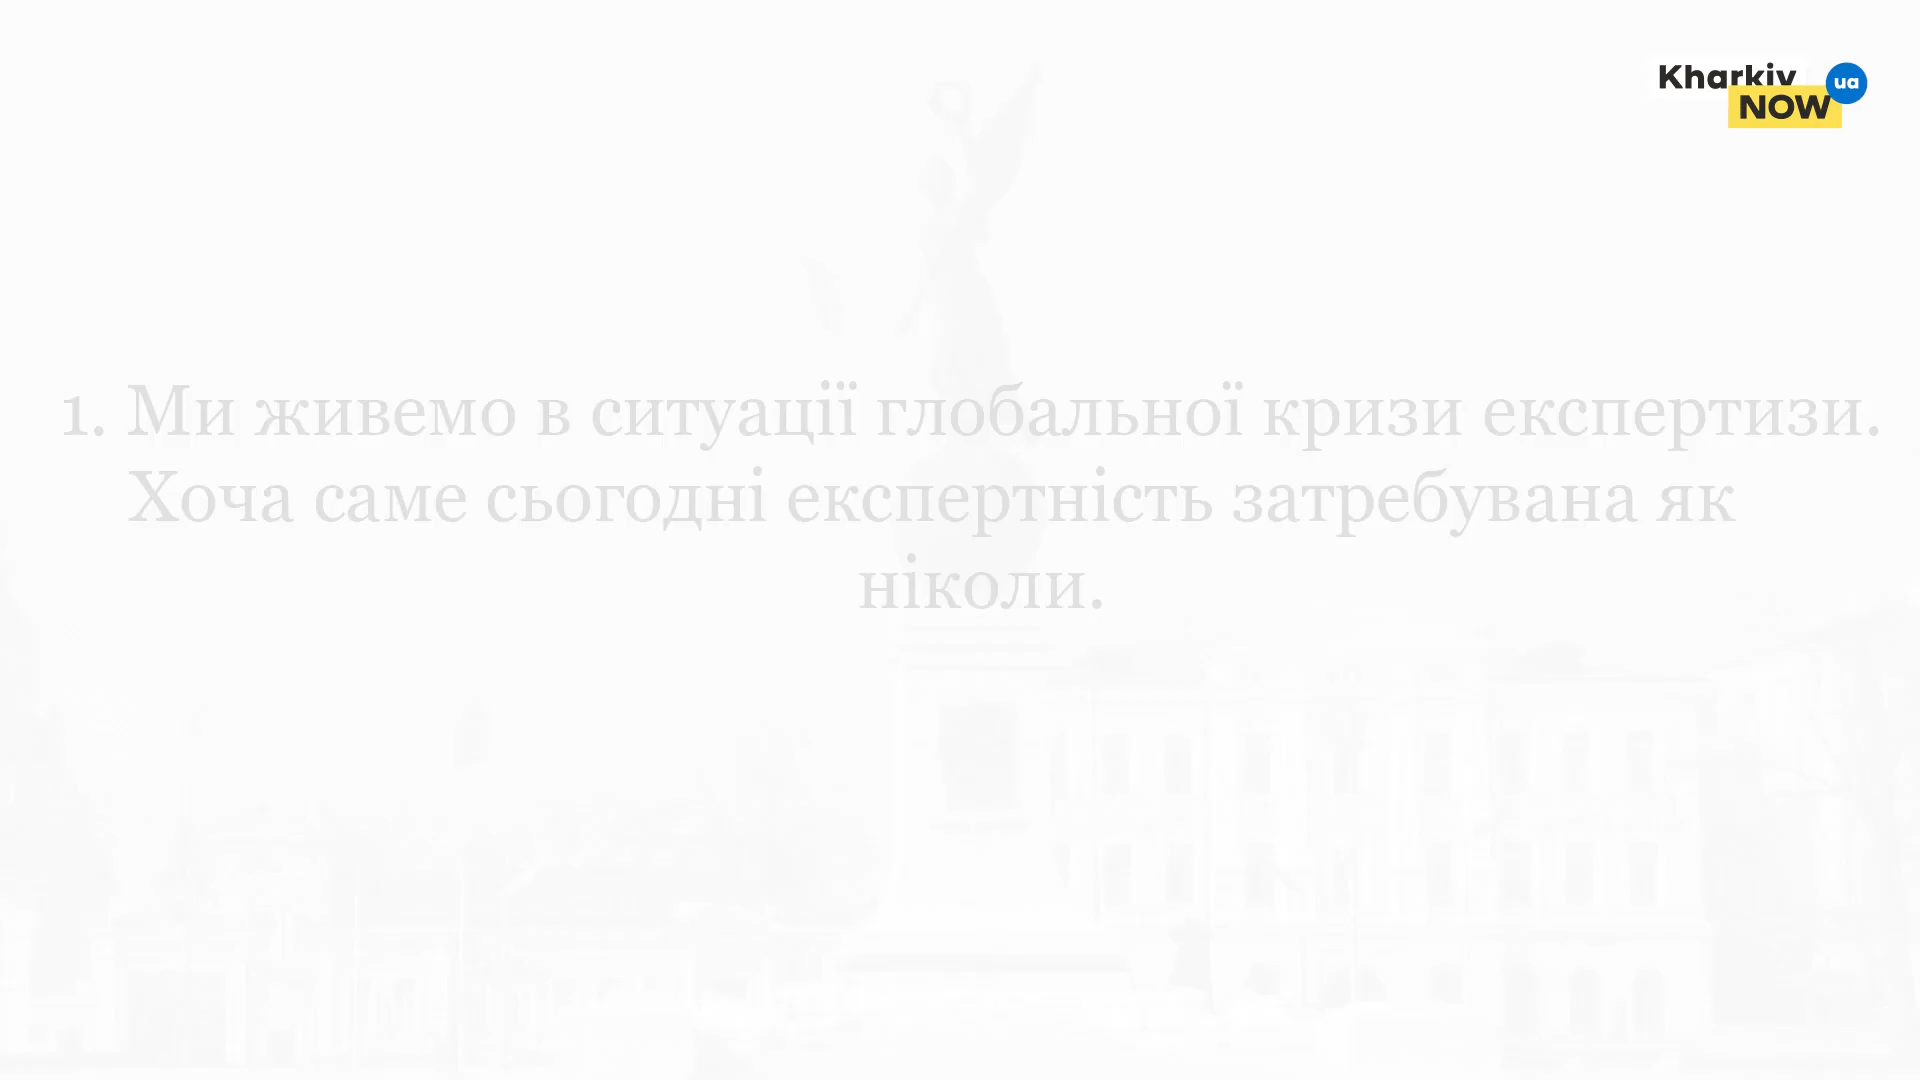 Kharkiv
NOW
ua
1. Ми живемо в ситуації глобальної кризи експертизи.
Хоча саме сьогодні експертність затребувана як
ніколи.